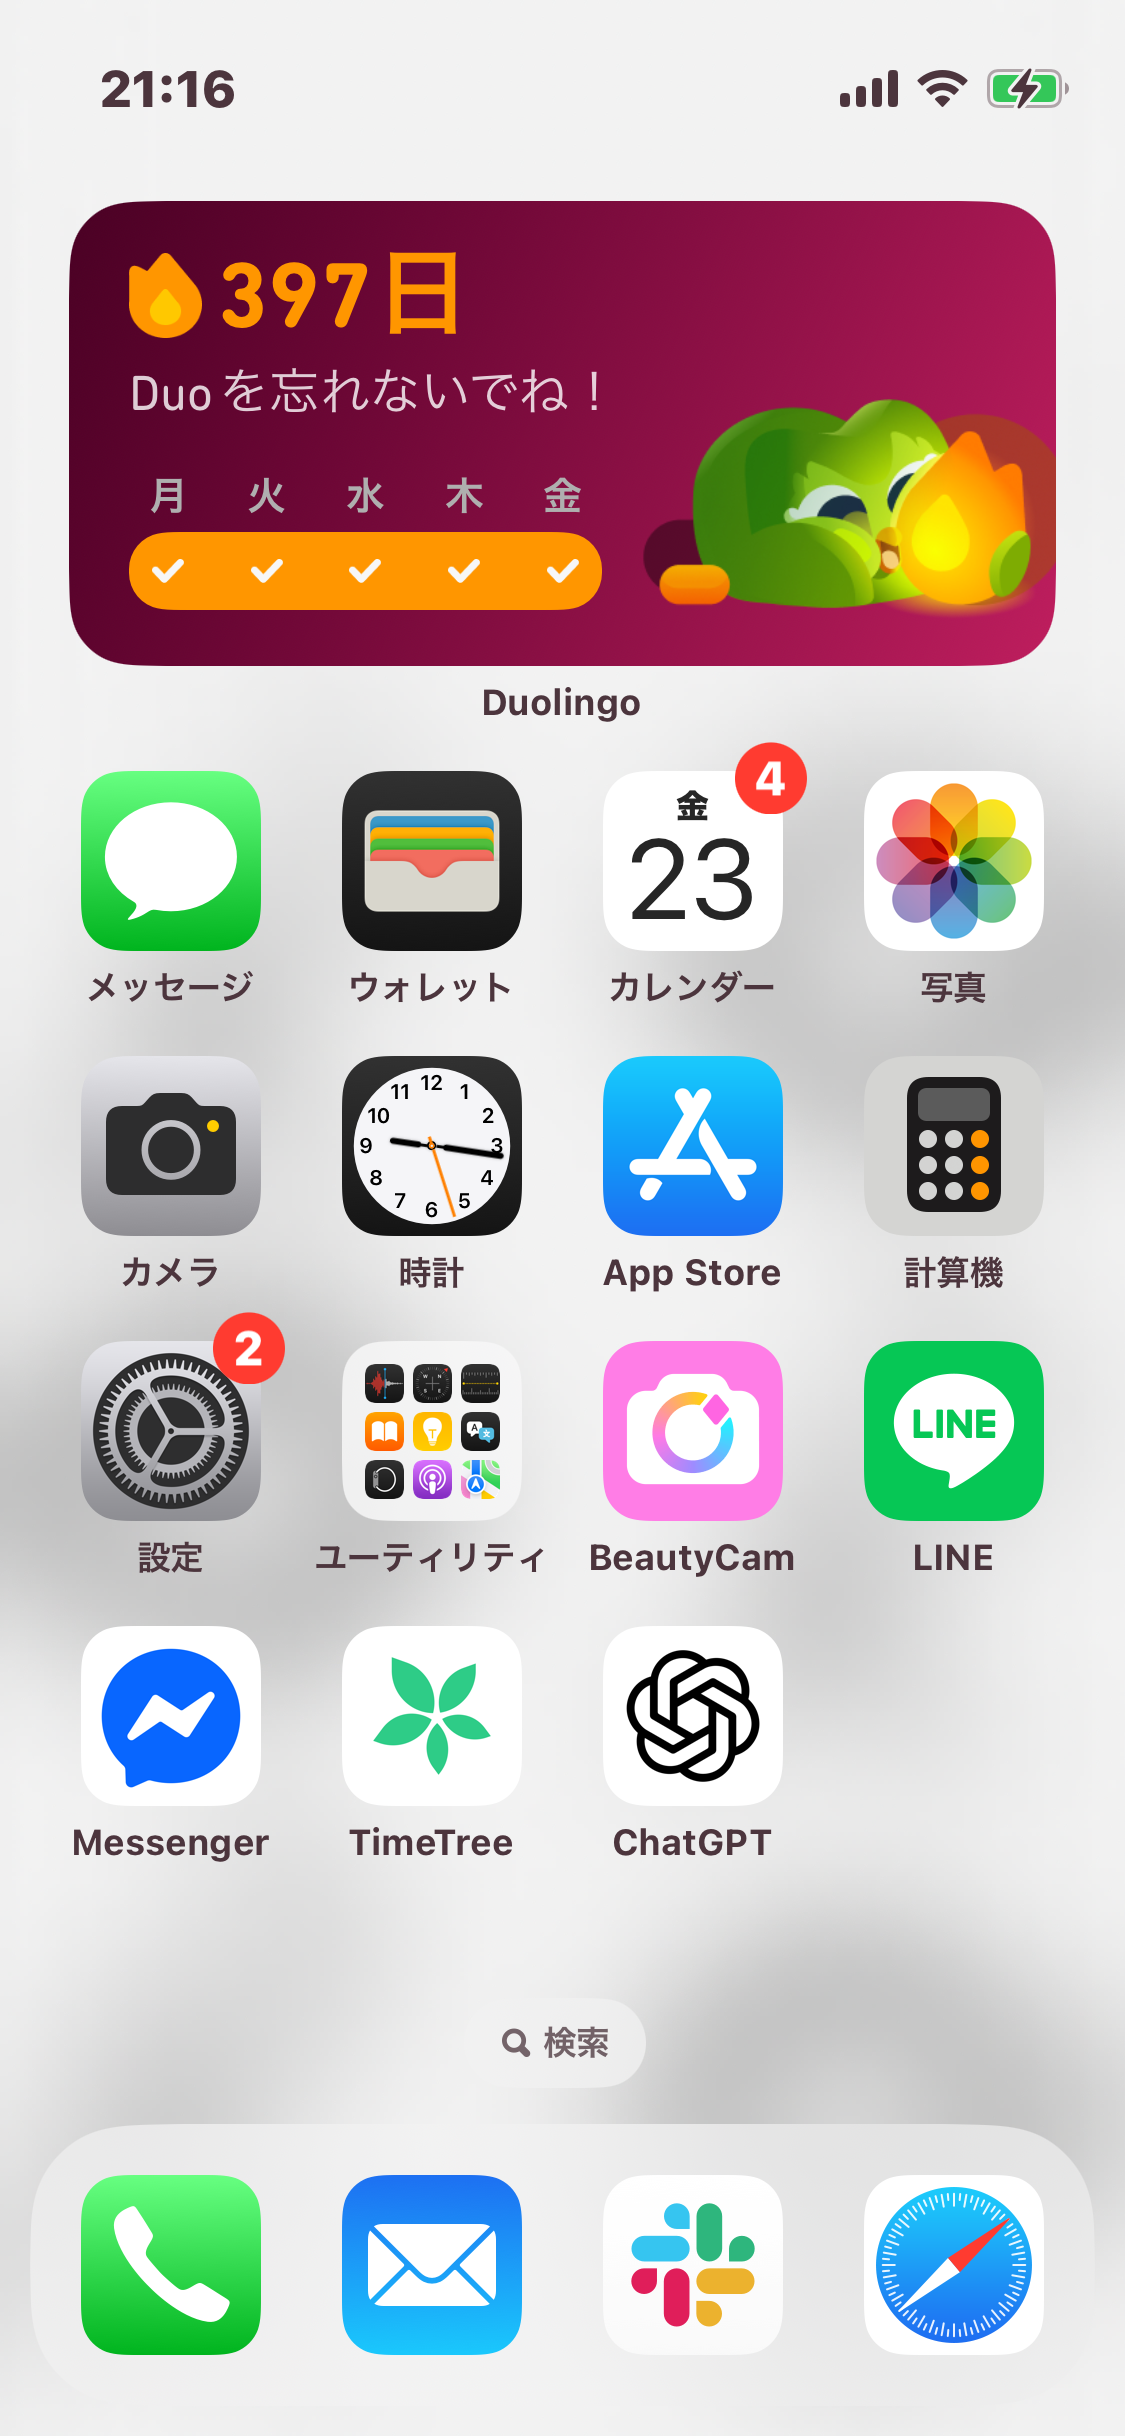 21:16
397日
Duoを忘れないでね！
月 火 水 木 金
Duolingo
4
金
23
メッセージ ウォレット カレンダー 写真
12
11 1
10 2
9 3
8 4
7 5
6
カメラ 時計 App Store 計算機
2
LINE
設定 ユーティリティ BeautyCam LINE
Messenger TimeTree ChatGPT
検索